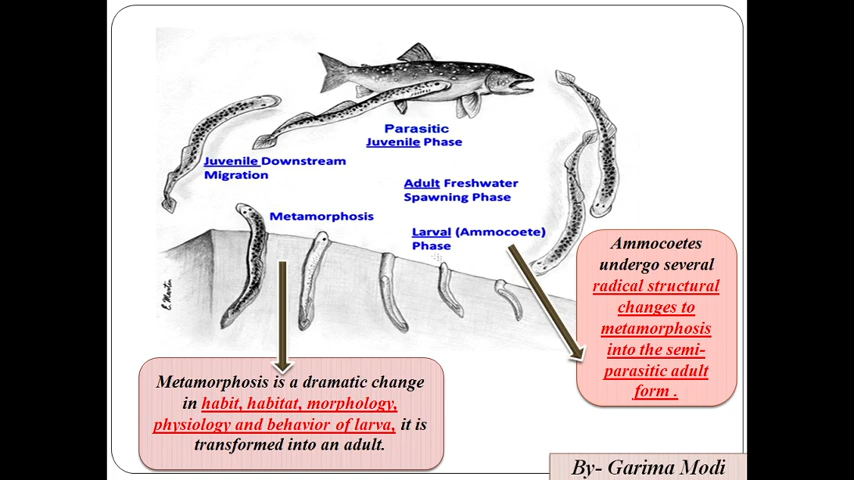 Parasitic
Juvenile Phase
Juvenile Downstream
Migration
Adult Freshwater
Spawning Phase
Metamorphosis
Larval (Ammocoete)
Phase
Ammocoetes
undergo several
radical structural
changes to
metamorphosis
into the semi-
parasitic adult
form .
E. Martin
Metamorphosis is a dramatic change
in habit, habitat, morphology,
physiology and behavior of larva, it is
transformed into an adult.
By- Garima Modi